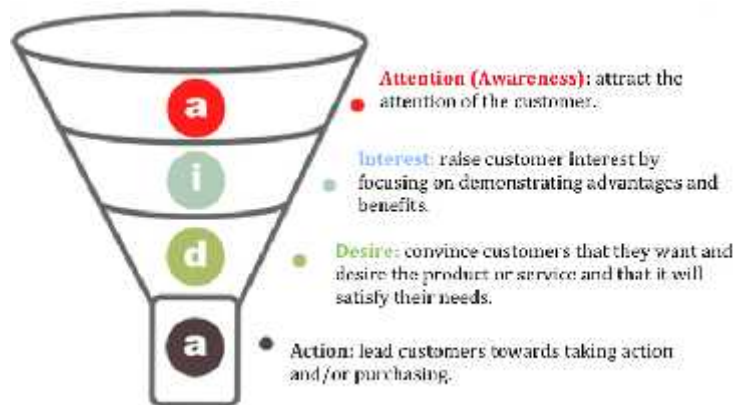 a
Attention (Awareness): attract the
attention of the customer.
i
Interest: raise customer interest by
focusing on demonstrating advantages and
benefits.
d
Desire: convince customers that they want and
desire the product or service and that it will
satisfy their needs.
a
Action: lead customers towards taking action
and/or purchasing.